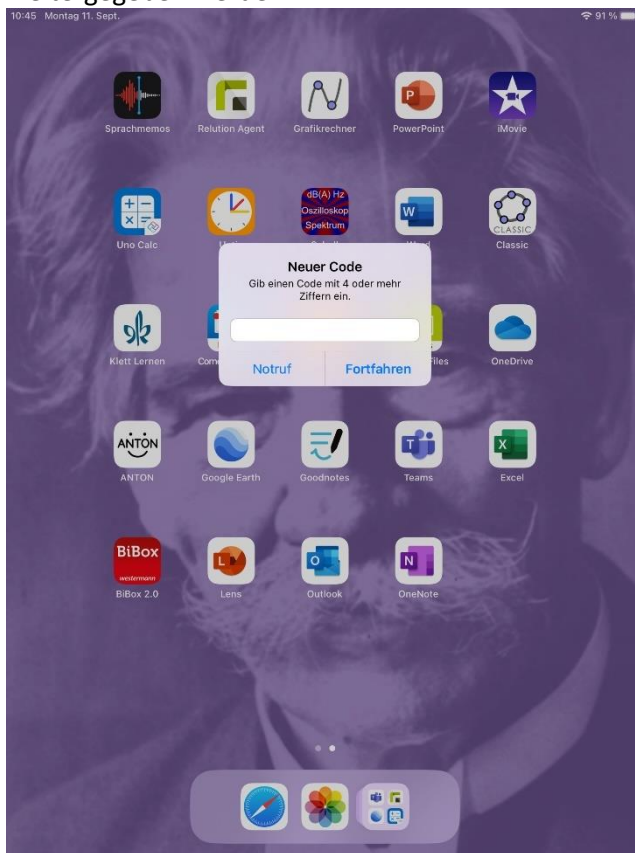 10:45 Montag 11. Sept.
91 %
Sprachmemos
Relution Agent
Grafikrechner
PowerPoint
iMovie
dB(A) Hz
Oszilloskop
Spektrum
CLASSIC
Uno Calc
Classic
Neuer Code
Gib einen Code mit 4 oder mehr
Ziffern ein.
Notruf
Fortfahren
Klett Lernen
Files
OneDrive
ANTON
ANTON
Google Earth
Goodnotes
Teams
Excel
BiBox
westermann
BiBox 2.0
Lens
Outlook
OneNote